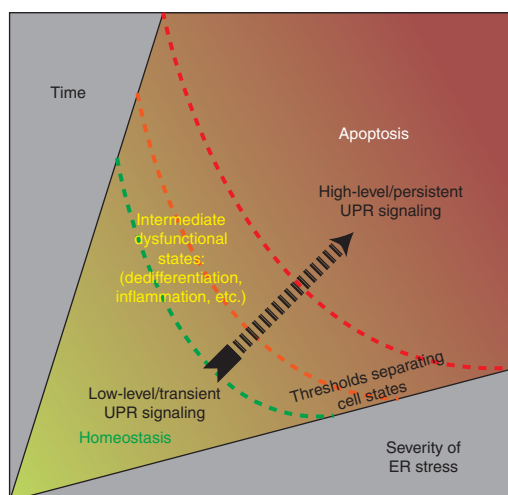 Time
Apoptosis
High-level/persistent
UPR signaling
Intermediate
dysfunctional
states:
(dedifferentiation,
inflammation, etc.)
Thresholds separating
cell states
Low-level/transient
UPR signaling
Homeostasis
Severity of
ER stress